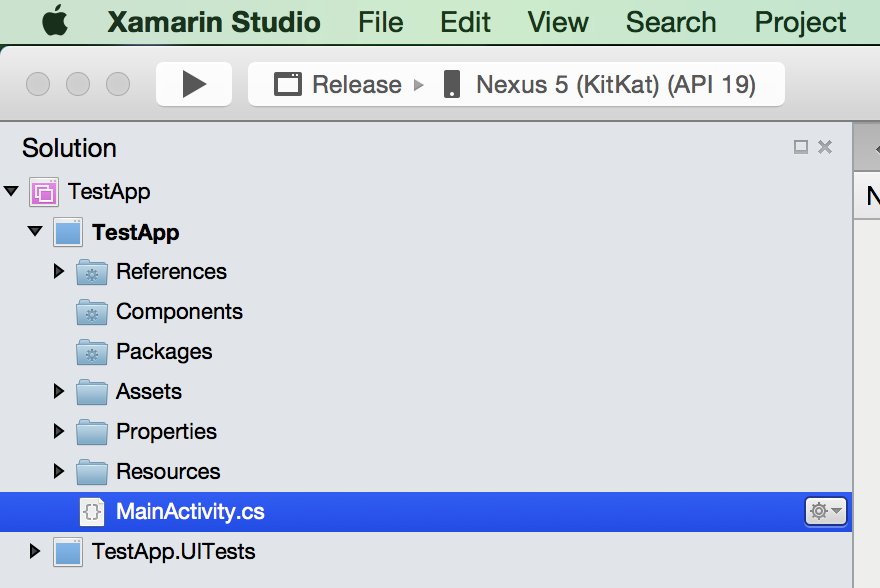 Xamarin Studio File Edit View Search Project
Release Nexus 5 (KitKat) (API 19)
Solution
TestApp
TestApp
References
Components
Packages
Assets
Properties
Resources
MainActivity.cs
TestApp.UITests